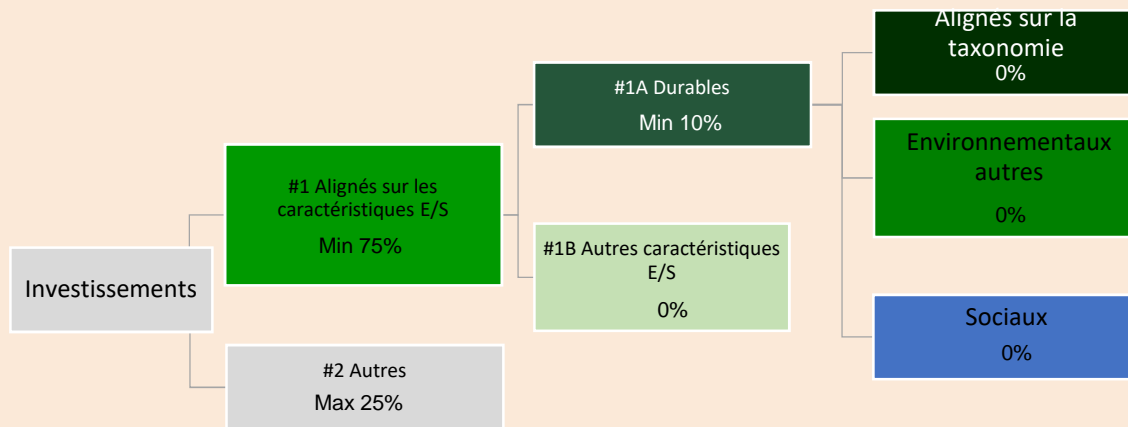 Investissements
#1 Alignés sur les
caractéristiques E/S
Min 75%
#2 Autres
Max 25%
#1A Durables
Min 10%
#1B Autres caractéristiques
E/S
0%
Alignés sur la
taxonomie
0%
Environnementaux
autres
0%
Sociaux
0%